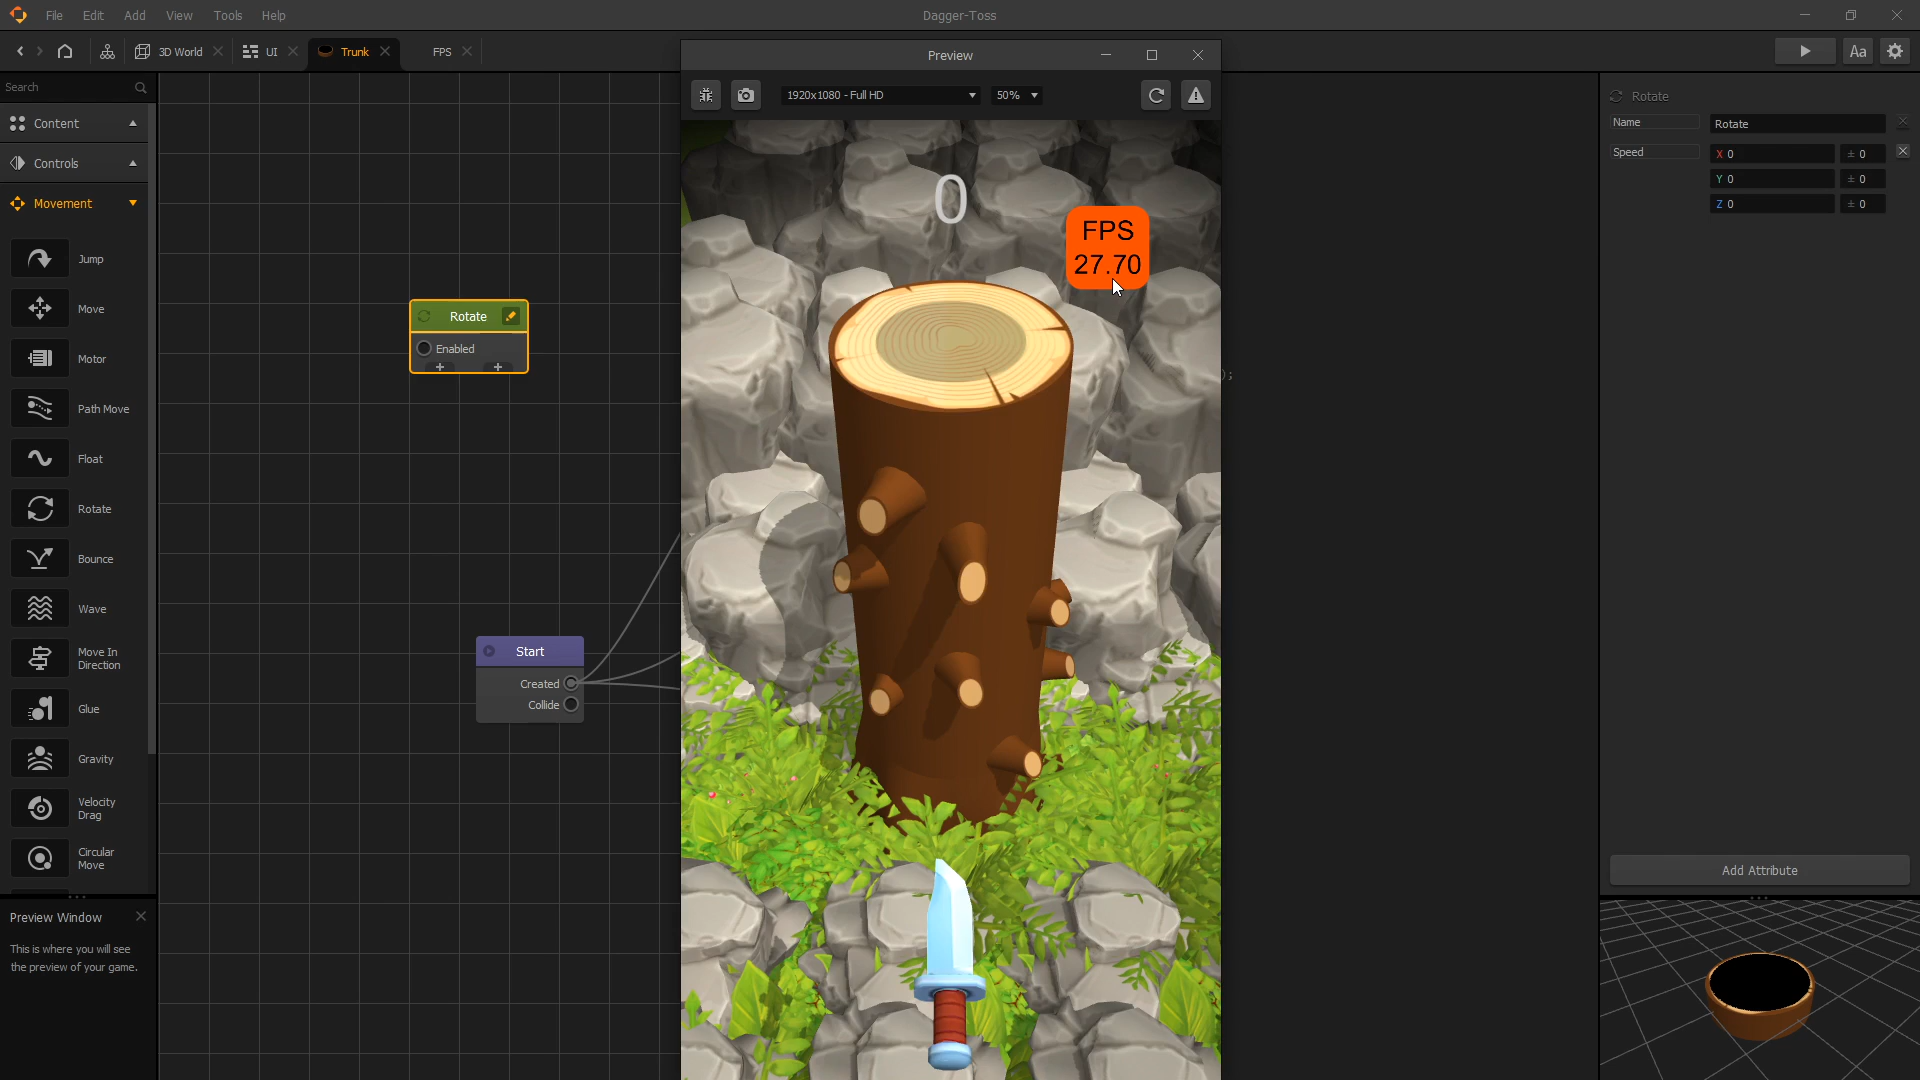 File Edit Add View Tools Help
Dagger-Toss
3D World
UI
Trunk
FPS
Aa
Search
Content
Controls
Movement
Jump
Move
Motor
Path Move
Float
Rotate
Bounce
Wave
Move In
Direction
Glue
Gravity
Velocity
Drag
Circular
Move
Preview Window
This is where you will see
the preview of your game.
Rotate
Enabled
+ +
Start
Created
Collide
Preview
1920x1080 - Full HD
50%
0
FPS
27.70
);
Rotate
Name Rotate
Speed X 0 ± 0
Y 0 ± 0
Z 0 ± 0
Add Attribute